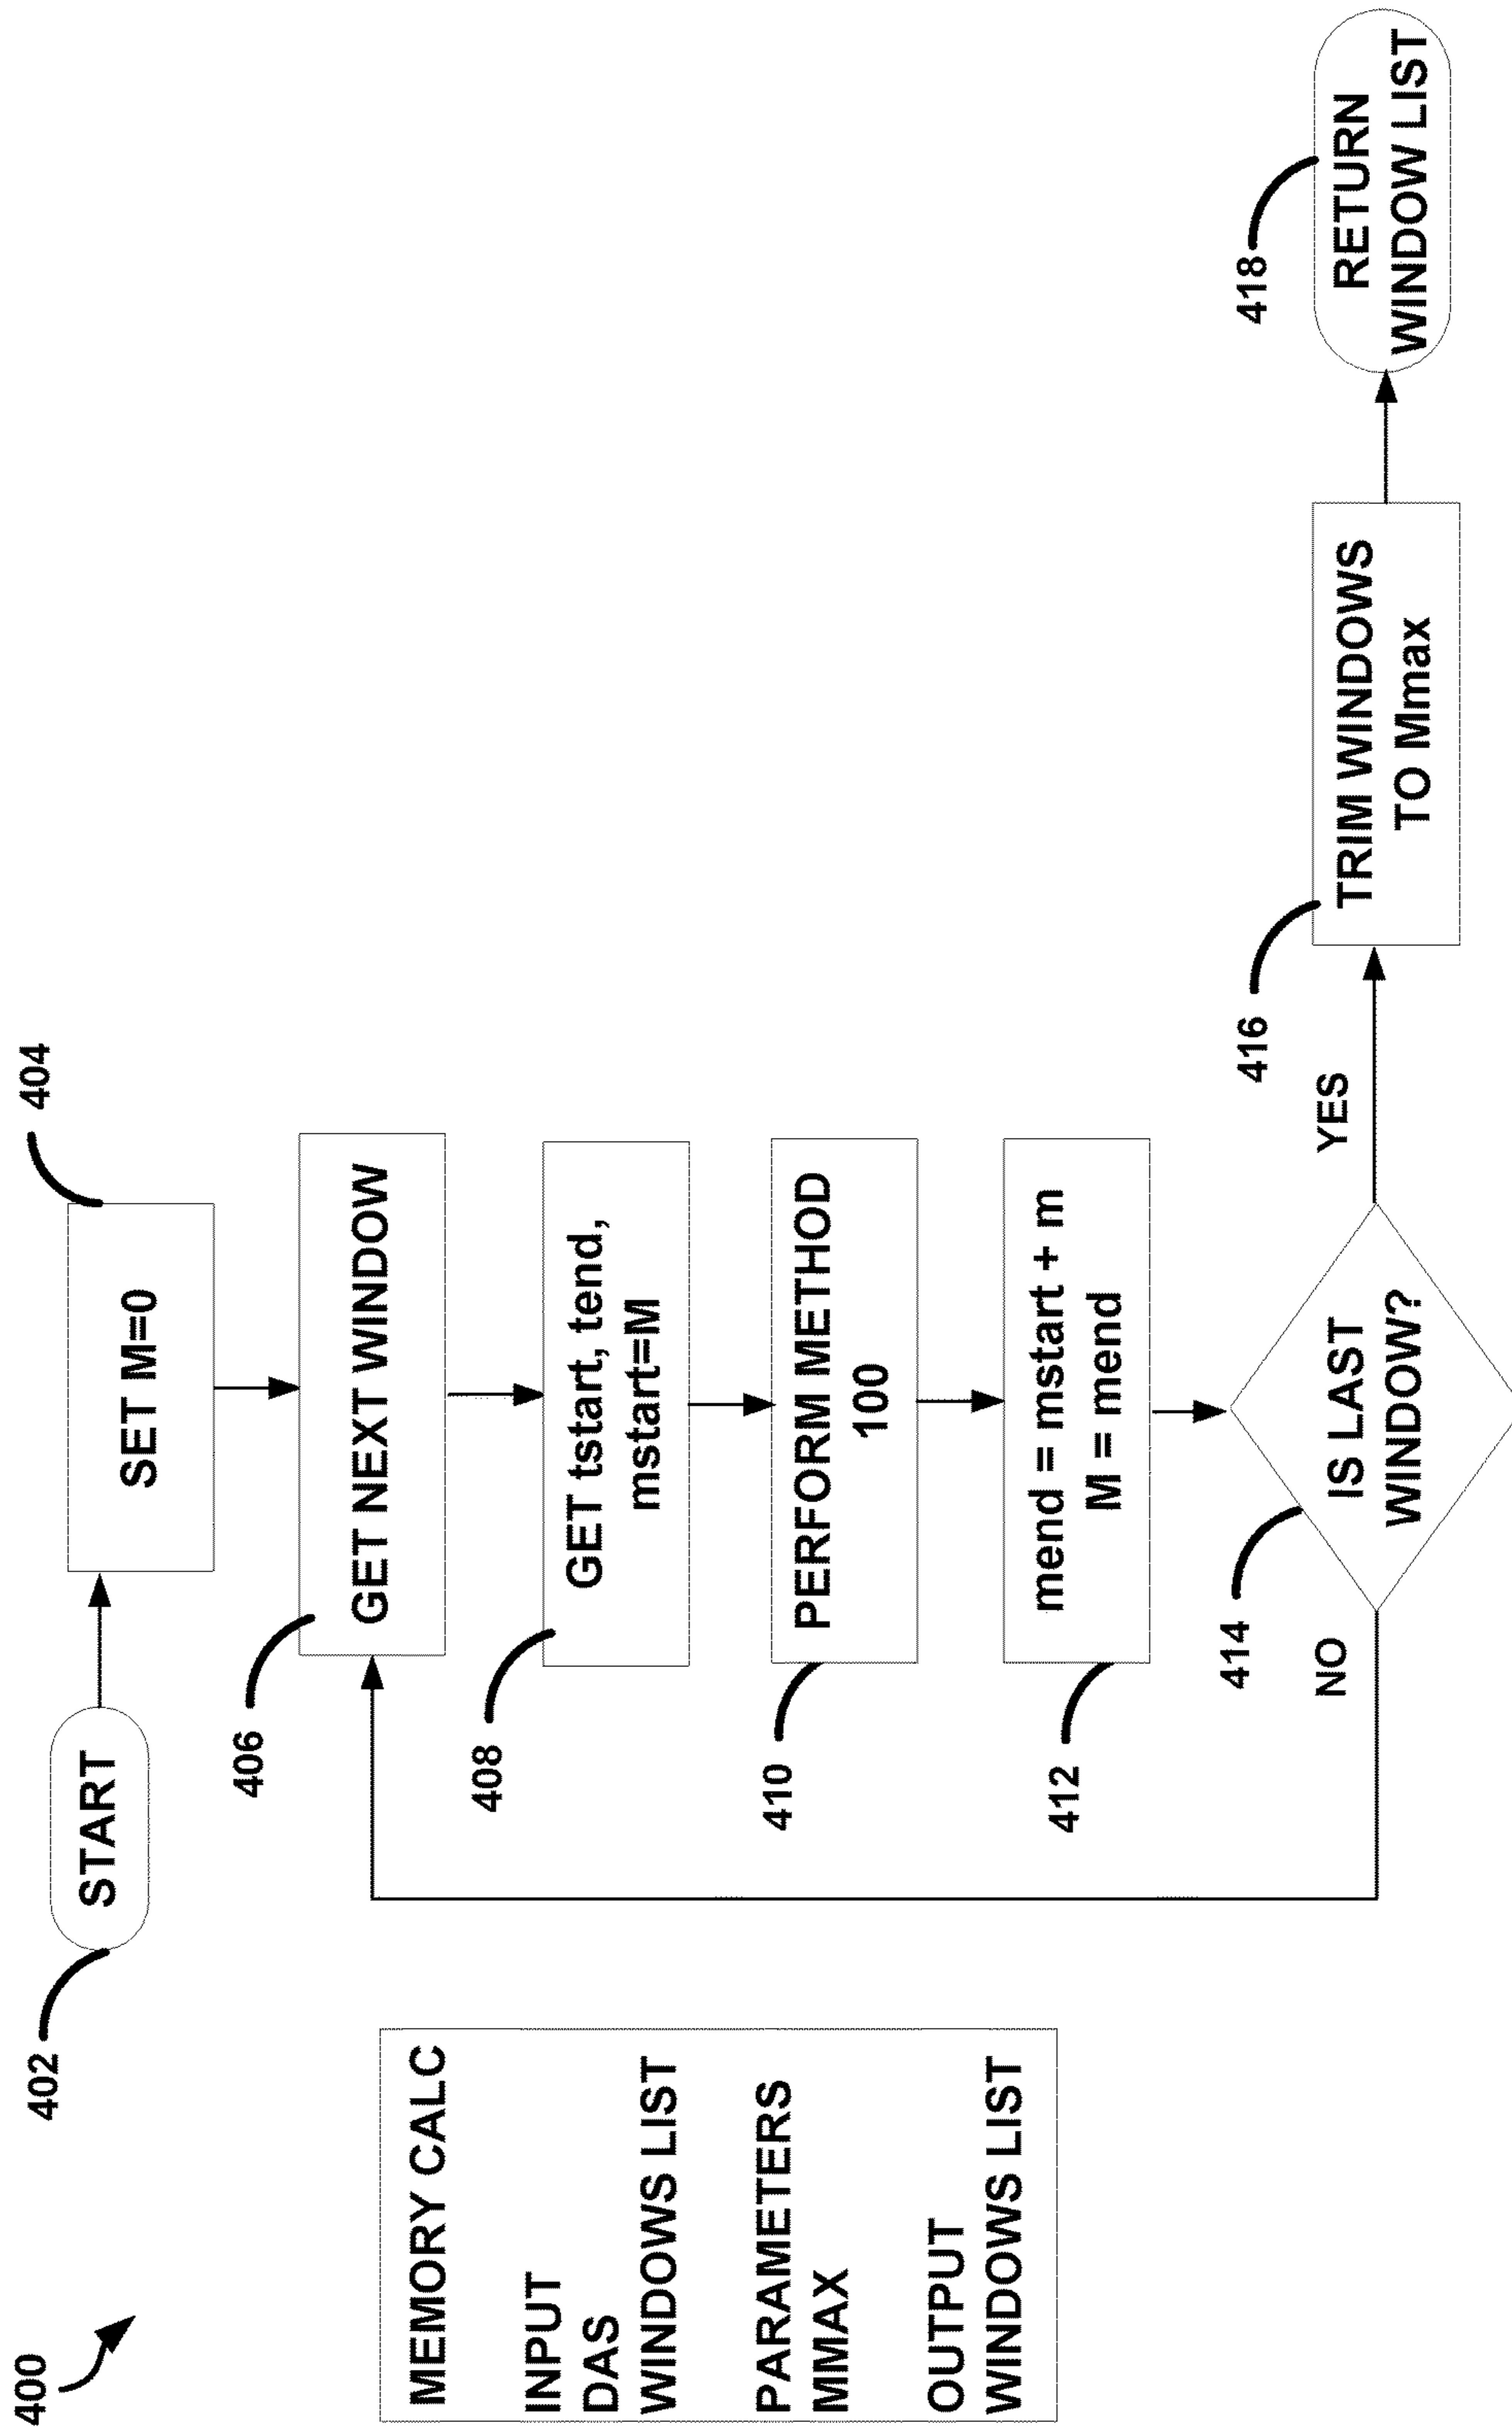 400
MEMORY CALC
INPUT
DAS
WINDOWS LIST
PARAMETERS
MMAX
OUTPUT
WINDOWS LIST
402
START
404
SET M=0
406
GET NEXT WINDOW
408
GET tstart, tend,
mstart=M
410
PERFORM METHOD
100
412
mend = mstart + m
M = mend
414
IS LAST
WINDOW?
NO
YES
416
TRIM WINDOWS
TO Mmax
418
RETURN
WINDOW LIST